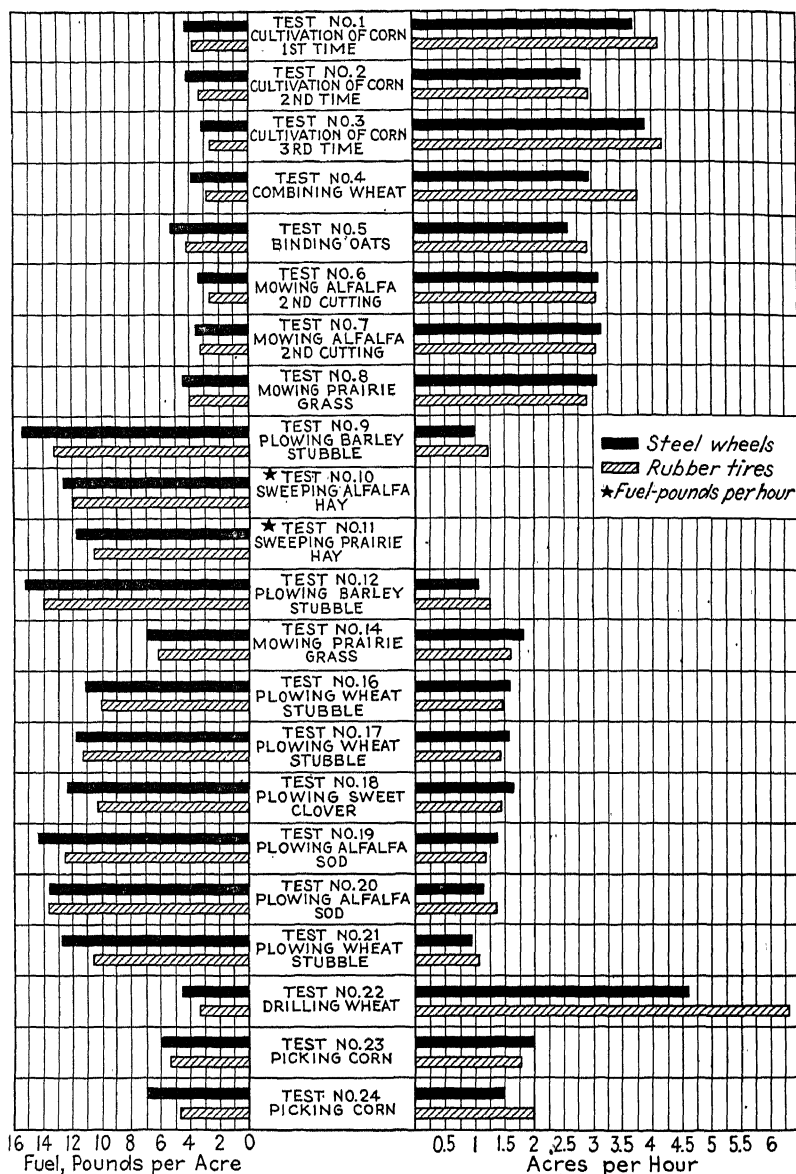 TEST NO.1
CULTIVATION OF CORN
1ST TIME
TEST NO.2
CULTIVATION OF CORN
2ND TIME
TEST NO.3
CULTIVATION OF CORN
3RD TIME
TEST NO.4
COMBINING WHEAT
TEST NO.5
BINDING OATS
TEST NO.6
MOWING ALFALFA
2ND CUTTING
TEST NO.7
MOWING ALFALFA
2ND CUTTING
TEST NO.8
MOWING PRAIRIE
GRASS
TEST NO.9
PLOWING BARLEY
STUBBLE
★ TEST NO.10
SWEEPING ALFALFA
HAY
★ TEST NO.11
SWEEPING PRAIRIE
HAY
TEST NO.12
PLOWING BARLEY
STUBBLE
TEST NO.14
MOWING PRAIRIE
GRASS
TEST NO.16
PLOWING WHEAT
STUBBLE
TEST NO.17
PLOWING WHEAT
STUBBLE
TEST NO.18
PLOWING SWEET
CLOVER
TEST NO.19
PLOWING ALFALFA
SOD
TEST NO.20
PLOWING ALFALFA
SOD
TEST NO.21
PLOWING WHEAT
STUBBLE
TEST NO.22
DRILLING WHEAT
TEST NO.23
PICKING CORN
TEST NO.24
PICKING CORN
Steel wheels
Rubber tires
★Fuel-pounds per hour
16 14 12 10 8 6 4 2 0
Fuel, Pounds per Acre
0.5 1 1.5 2 2.5 3 3.5 4 4.5 5 5.5 6
Acres per Hour